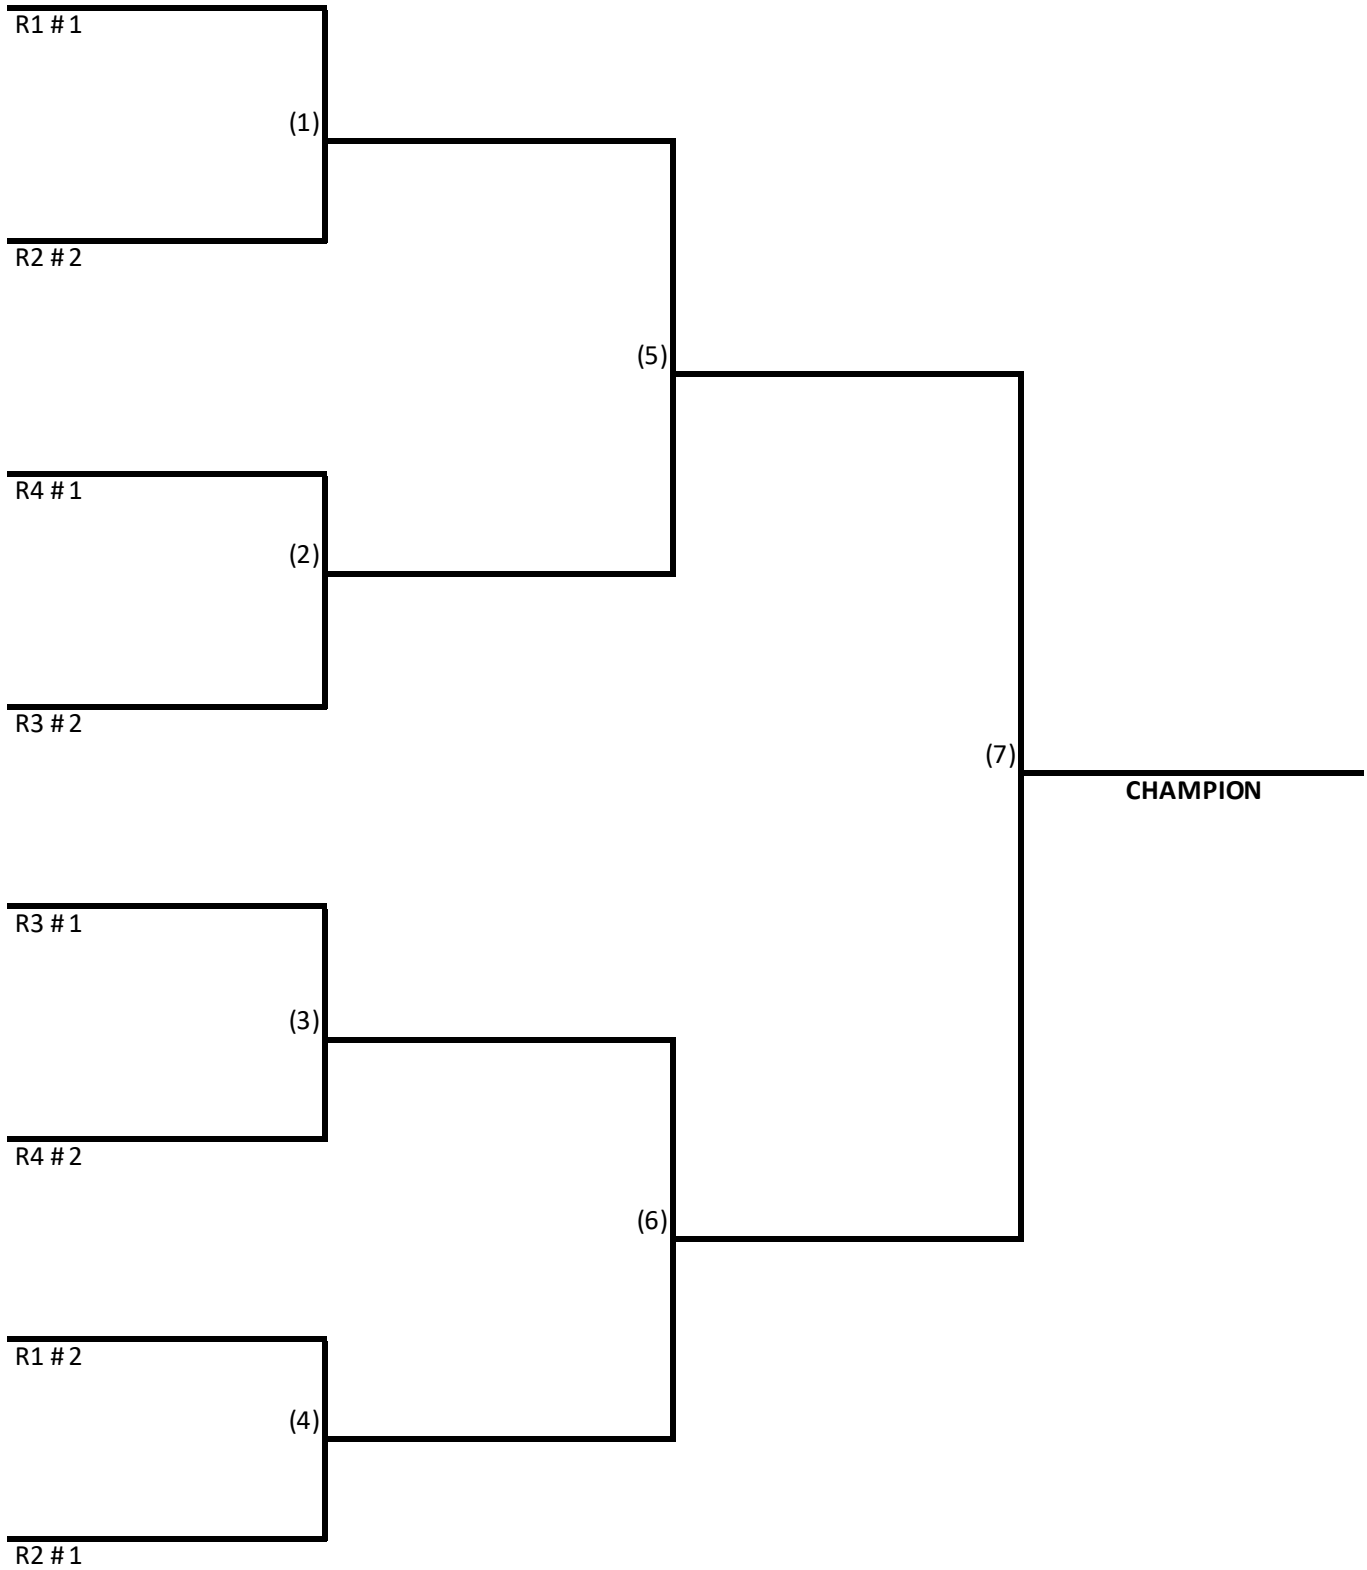 R1 #1
(1)
R2 #2
(5)
R4 #1
(2)
R3 #2
(7)
CHAMPION
R3 #1
(3)
R4 #2
(6)
R1 #2
(4)
R2 #1